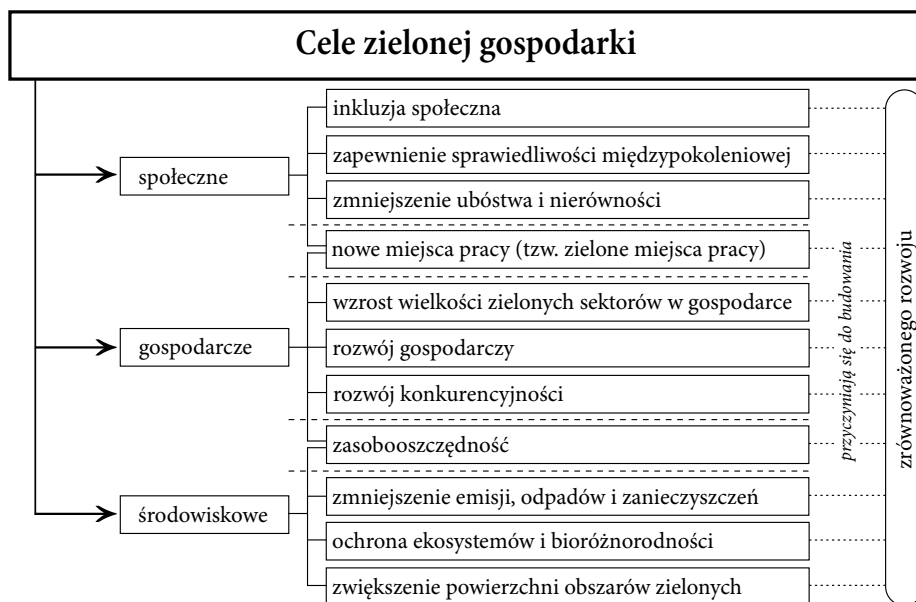 Cele zielonej gospodarki
społeczne
inkluzja społeczna
zapewnienie sprawiedliwości międzypokoleniowej
zmniejszenie ubóstwa i nierówności
nowe miejsca pracy (tzw. zielone miejsca pracy)
gospodarcze
wzrost wielkości zielonych sektorów w gospodarce
rozwój gospodarczy
rozwój konkurencyjności
zasobooszczędność
środowiskowe
zmniejszenie emisji, odpadów i zanieczyszczeń
ochrona ekosystemów i bioróżnorodności
zwiększenie powierzchni obszarów zielonych
przyczyniają się do budowania
zrównoważonego rozwoju